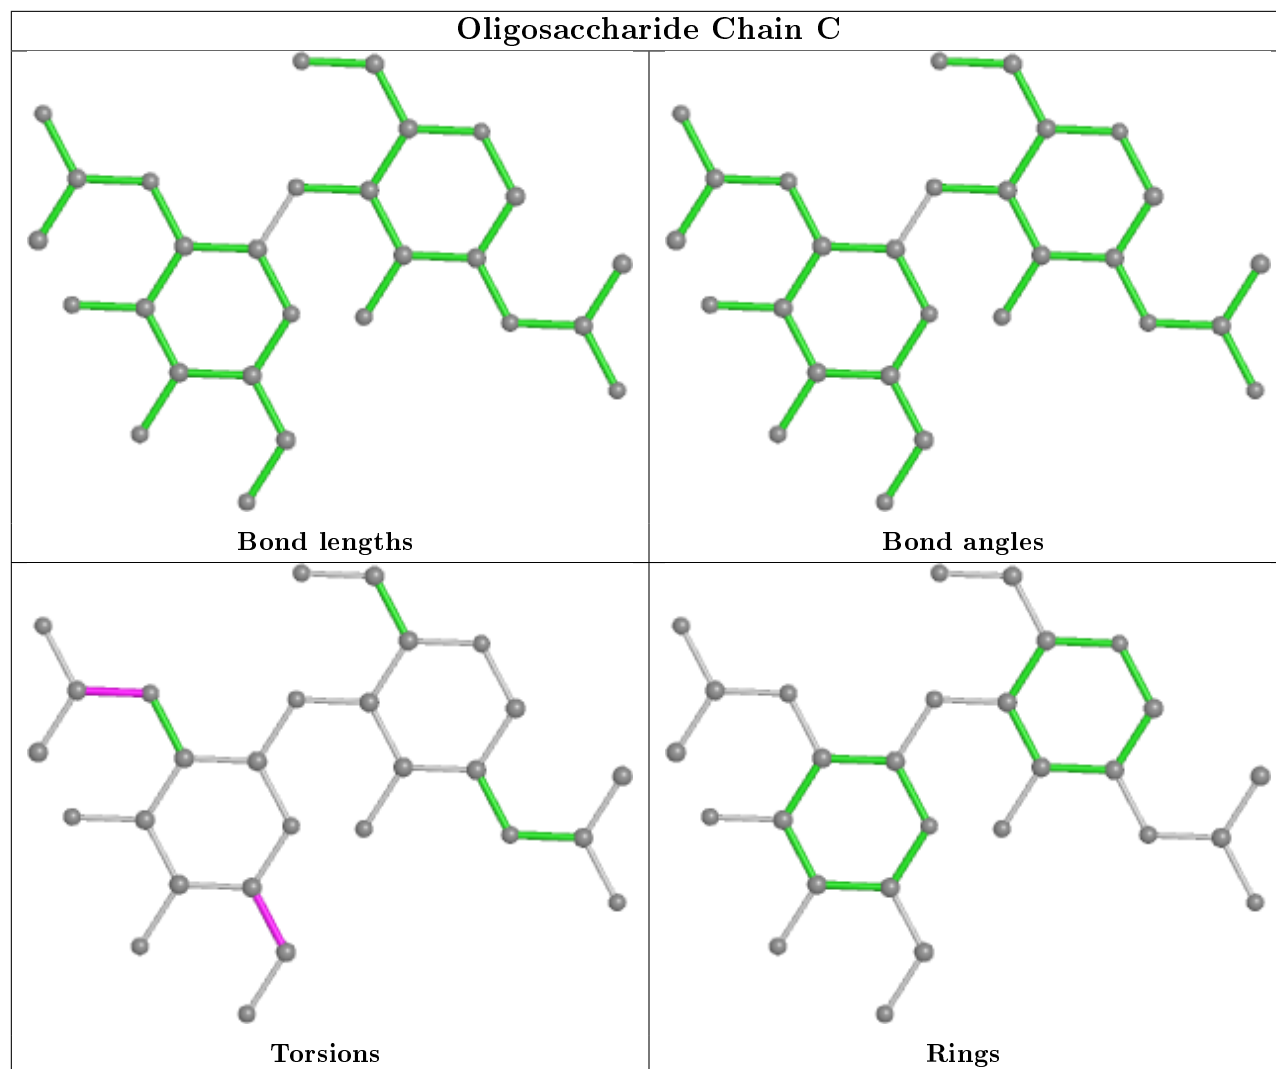 Oligosaccharide Chain C
Bond lengths
Bond angles
Torsions
Rings